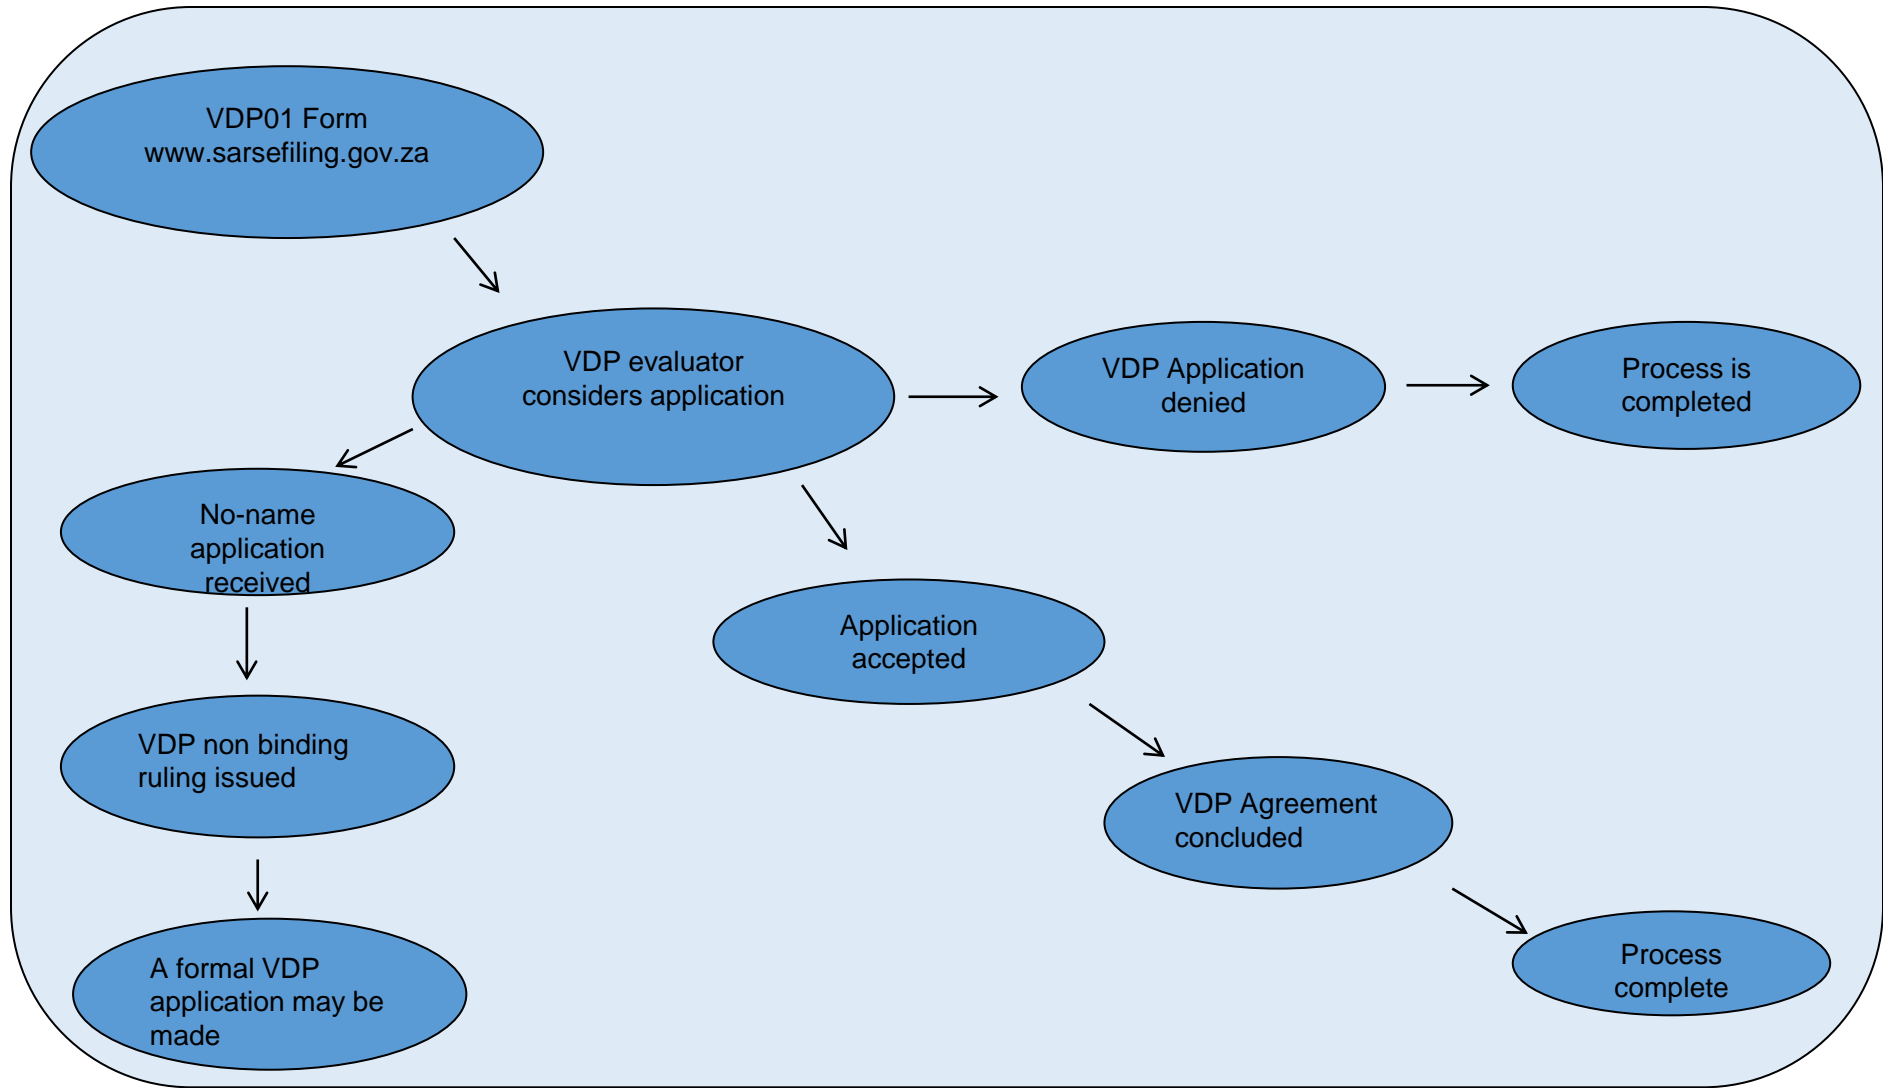 VDP01 Form
www.sarsefiling.gov.za
VDP evaluator
considers application
VDP Application
denied
Process is
completed
No-name
application
received
Application
accepted
VDP non binding
ruling issued
VDP Agreement
concluded
A formal VDP
application may be
made
Process
complete